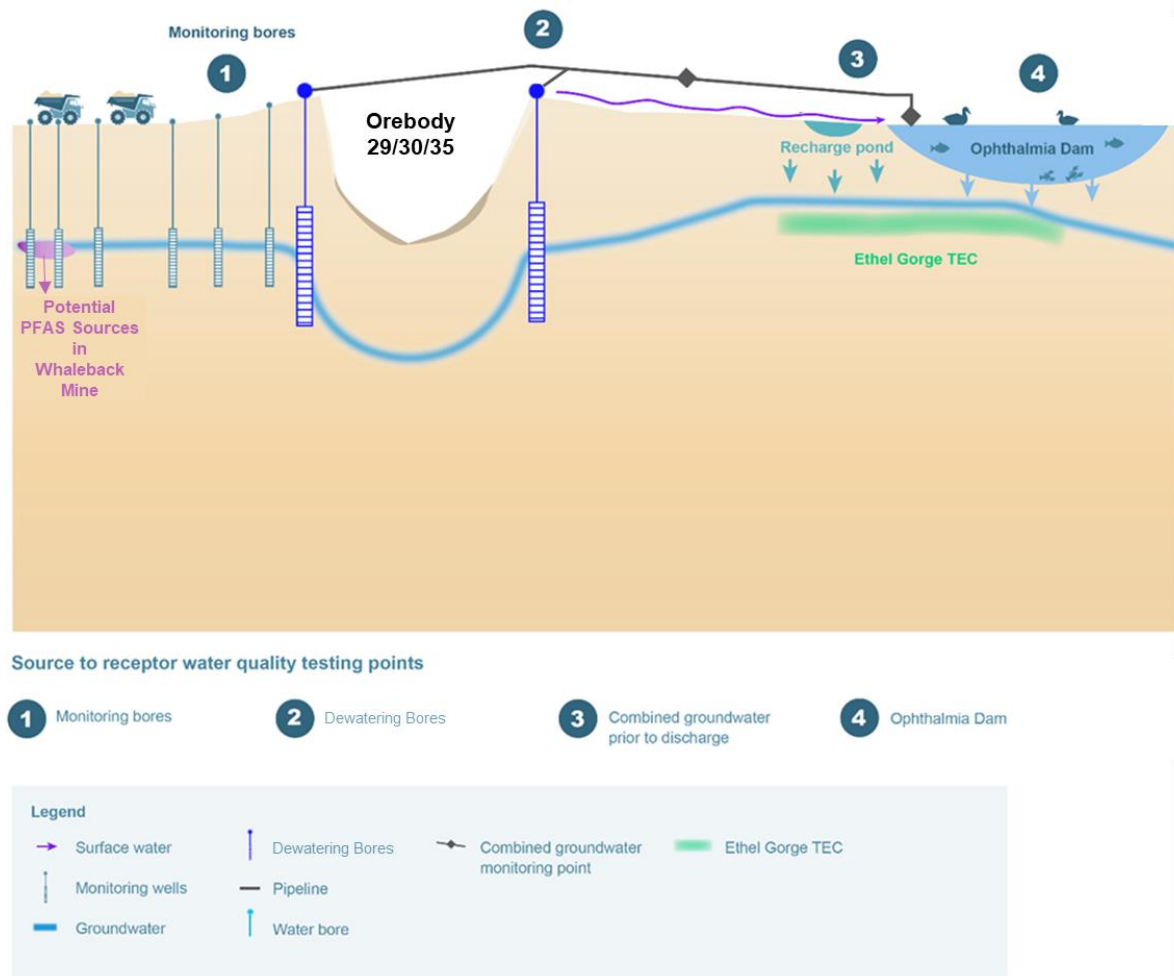 Monitoring bores
1
2
3
4
Orebody
29/30/35
Recharge pond
Ophthalmia Dam
Ethel Gorge TEC
Potential
PFAS Sources
in
Whaleback
Mine
Source to receptor water quality testing points
1 Monitoring bores
2 Dewatering Bores
3 Combined groundwater
prior to discharge
4 Ophthalmia Dam
Legend
Surface water
Dewatering Bores
Combined groundwater
monitoring point
Ethel Gorge TEC
Monitoring wells
Pipeline
Groundwater
Water bore